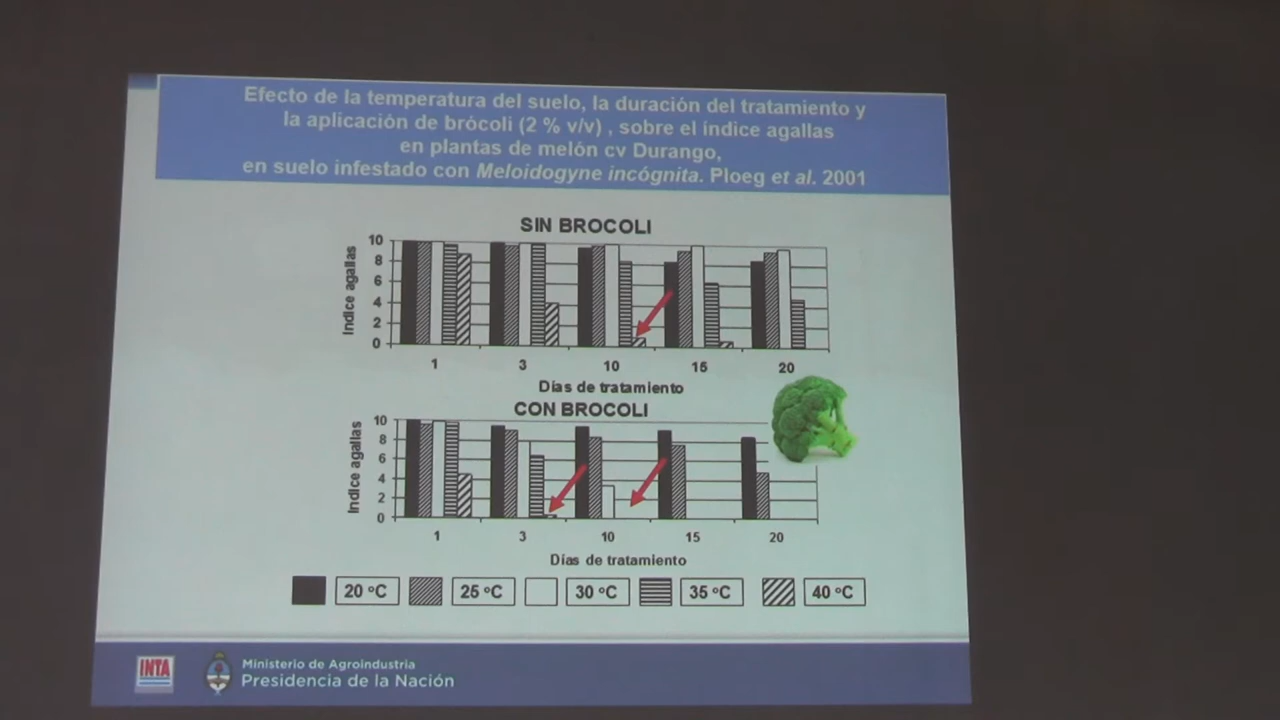 Efecto de la temperatura del suelo, la duración del tratamiento y
la aplicación de brócoli (2 % v/v) , sobre el índice agallas
en plantas de melón cv Durango,
en suelo infestado con Meloidogyne incógnita. Ploeg et al. 2001
SIN BROCOLI
Indice agallas
10
8
6
4
2
0
1 3 10 15 20
Días de tratamiento
CON BROCOLI
Indice agallas
10
8
6
4
2
0
1 3 10 15 20
Días de tratamiento
20 ºC 25 ºC 30 ºC 35 ºC 40 ºC
INTA
Ministerio de Agroindustria
Presidencia de la Nación